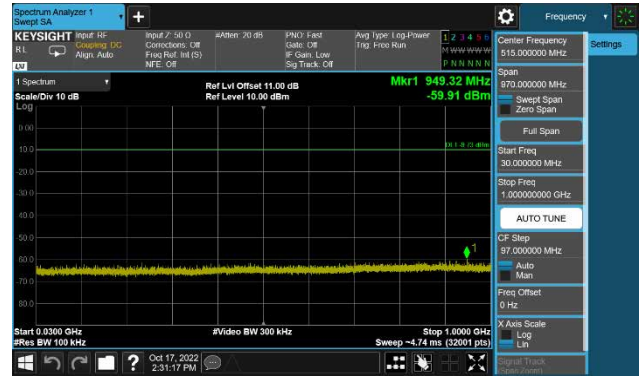 Spectrum Analyzer 1
Swept SA
Frequency
KEYSIGHT
Input: RF
Coupling: DC
Align: Auto
Input Z: 50 Ω
Corrections: Off
Freq Ref: Int (S)
NFE: Off
#Atten: 20 dB
PNO: Fast
Gate: Off
IF Gain: Low
Sig Track: Off
Avg Type: Log-Power
Trig: Free Run
1 2 3 4 5 6
M W W W W W
P N N N N N
RL
LXI
Center Frequency
515.000000 MHz
Settings
1 Spectrum
Scale/Div 10 dB
Log
Ref Lvl Offset 11.00 dB
Ref Level 10.00 dBm
Mkr1 949.32 MHz
-59.91 dBm
Span
970.000000 MHz
Swept Span
Zero Span
Full Span
Start Freq
30.000000 MHz
Stop Freq
1.000000000 GHz
AUTO TUNE
CF Step
97.000000 MHz
Auto
Man
Freq Offset
0 Hz
X Axis Scale
Log
Lin
Signal Track
(Span Zoom)
0.00
-10.0
-20.0
-30.0
-40.0
-50.0
-60.0
-70.0
-80.0
1
Start 0.0300 GHz
#Res BW 100 kHz
#Video BW 300 kHz
Stop 1.0000 GHz
Sweep ~4.74 ms (32001 pts)
?
Oct 17, 2022
2:31:17 PM